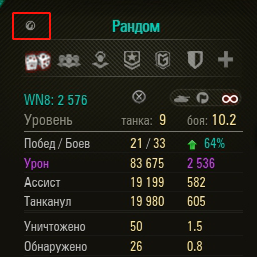 Рандом
WN8: 2 576
Уровень танка: 9 боя: 10.2
Побед / Боев 21 / 33 64%
Урон 83 675 2 536
Ассист 19 199 582
Танканул 19 980 605
Уничтожено 50 1.5
Обнаружено 26 0.8